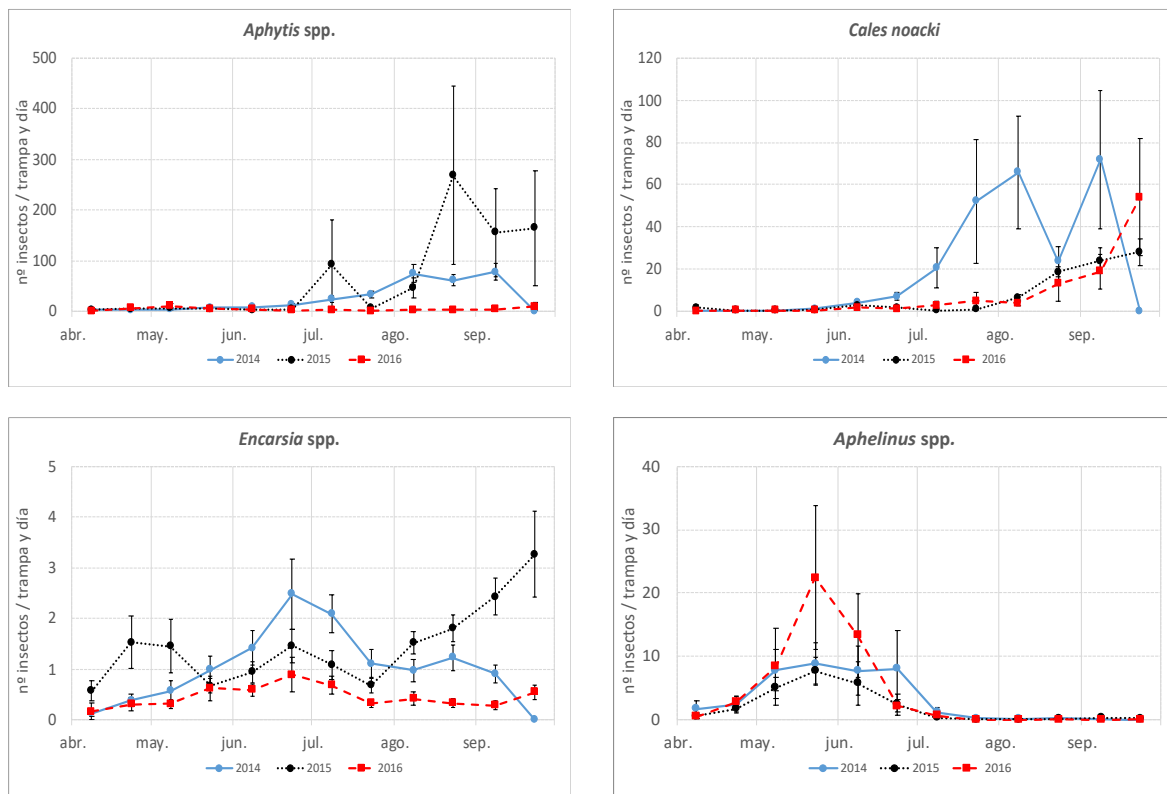 Aphytis spp.
nº insectos / trampa y día
500
400
300
200
100
0
abr. may. jun. jul. ago. sep.
2014 2015 2016
Cales noacki
nº insectos / trampa y día
120
100
80
60
40
20
0
abr. may. jun. jul. ago. sep.
2014 2015 2016
Encarsia spp.
nº insectos / trampa y día
5
4
3
2
1
0
abr. may. jun. jul. ago. sep.
2014 2015 2016
Aphelinus spp.
nº insectos / trampa y día
40
30
20
10
0
abr. may. jun. jul. ago. sep.
2014 2015 2016